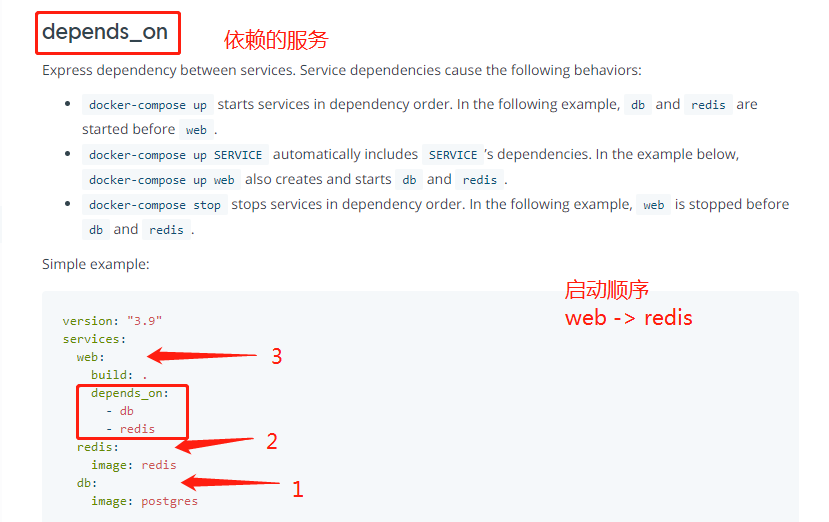 depends_on
依赖的服务
Express dependency between services. Service dependencies cause the following behaviors:
• docker-compose up starts services in dependency order. In the following example, db and redis are
started before web .
• docker-compose up SERVICE automatically includes SERVICE 's dependencies. In the example below,
docker-compose up web also creates and starts db and redis .
• docker-compose stop stops services in dependency order. In the following example, web is stopped before
db and redis .
Simple example:
启动顺序
web -> redis
version: "3.9"
services:
web:
3
build: .
depends_on:
- db
- redis
redis:
2
image: redis
db:
1
image: postgres